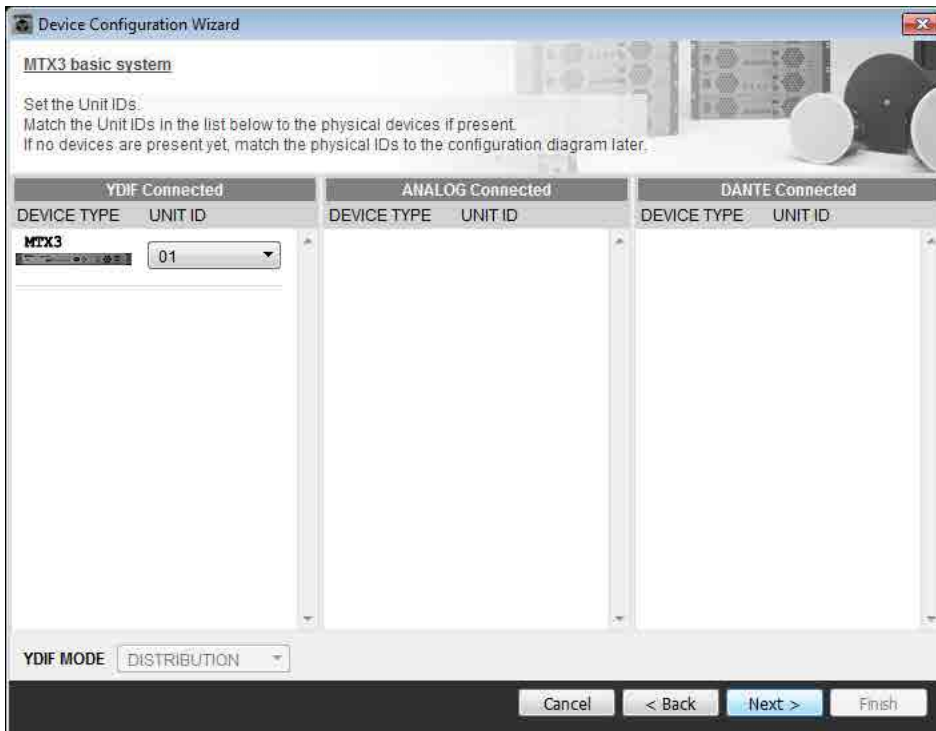 Device Configuration Wizard
MTX3 basic system
Set the Unit IDs.
Match the Unit IDs in the list below to the physical devices if present.
If no devices are present yet, match the physical IDs to the configuration diagram later.
YDIF Connected ANALOG Connected DANTE Connected
DEVICE TYPE UNIT ID DEVICE TYPE UNIT ID DEVICE TYPE UNIT ID
MTX3
01
YDIF MODE DISTRIBUTION
Cancel < Back Next > Finish